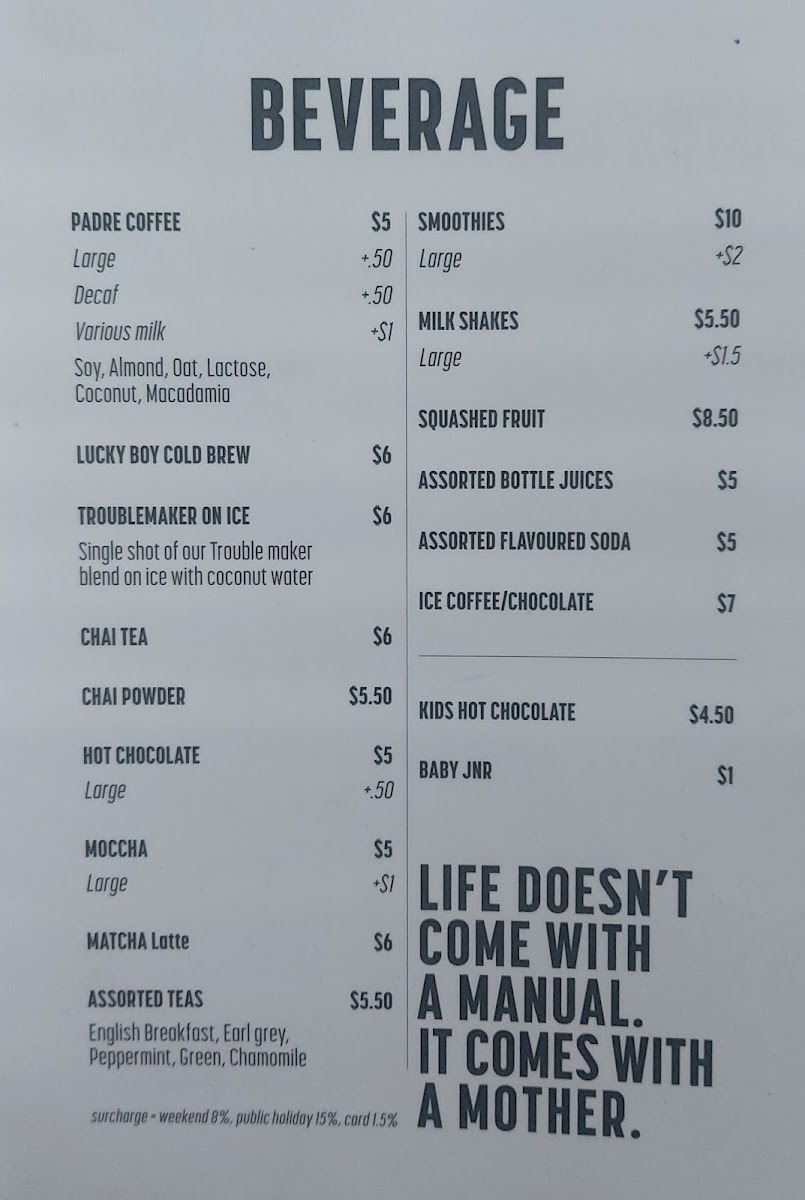 BEVERAGE
PADRE COFFEE $5
Large +.50
Decaf +.50
Various milk +$1
Soy, Almond, Oat, Lactose,
Coconut, Macadamia
LUCKY BOY COLD BREW $6
TROUBLEMAKER ON ICE $6
Single shot of our Trouble maker
blend on ice with coconut water
CHAI TEA $6
CHAI POWDER $5.50
HOT CHOCOLATE $5
Large +.50
MOCCHA $5
Large +$1
MATCHA Latte $6
ASSORTED TEAS $5.50
English Breakfast, Earl grey,
Peppermint, Green, Chamomile
surcharge = weekend 8%, public holiday 15%, card 1.5%
SMOOTHIES $10
Large +$2
MILK SHAKES $5.50
Large +$1.5
SQUASHED FRUIT $8.50
ASSORTED BOTTLE JUICES $5
ASSORTED FLAVOURED SODA $5
ICE COFFEE/CHOCOLATE $7
KIDS HOT CHOCOLATE $4.50
BABY JNR $1
LIFE DOESN'T
COME WITH
A MANUAL.
IT COMES WITH
A MOTHER.